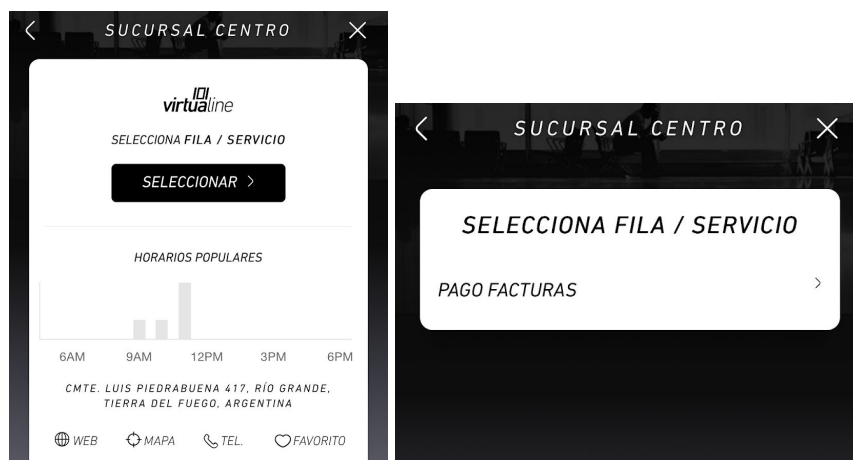 SUCURSAL CENTRO
virtualine
SELECCIONA FILA / SERVICIO
SELECCIONAR
HORARIOS POPULARES
6AM 9AM 12PM 3PM 6PM
CMTE. LUIS PIEDRABUENA 417, RÍO GRANDE,
TIERRA DEL FUEGO, ARGENTINA
WEB MAPA TEL. FAVORITO
SUCURSAL CENTRO
SELECCIONA FILA / SERVICIO
PAGO FACTURAS